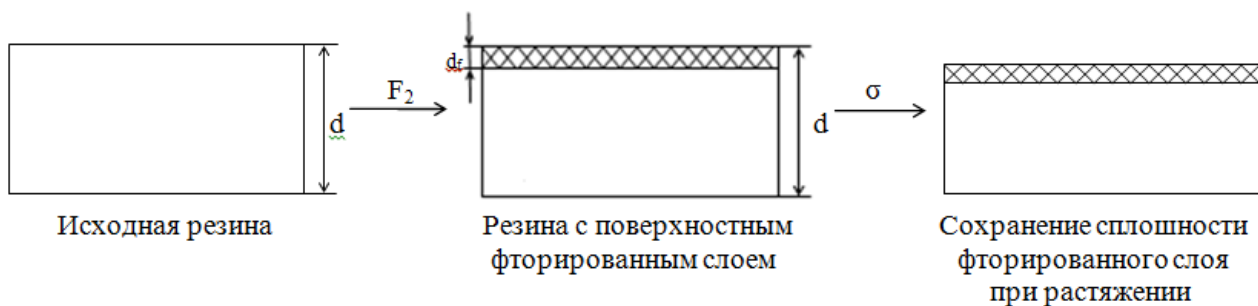 d
F₂
df
d
σ
Исходная резина
Резина с поверхностным
фторированным слоем
Сохранение сплошности
фторированного слоя
при растяжении